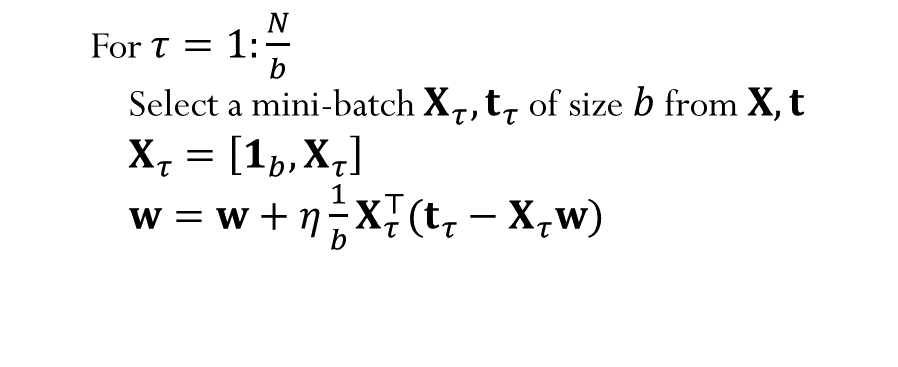 For τ = 1: N/b
Select a mini-batch X_τ, t_τ of size b from X, t
X_τ = [1_b, X_τ]
w = w + η 1/b X_τ^⊤ (t_τ − X_τ w)